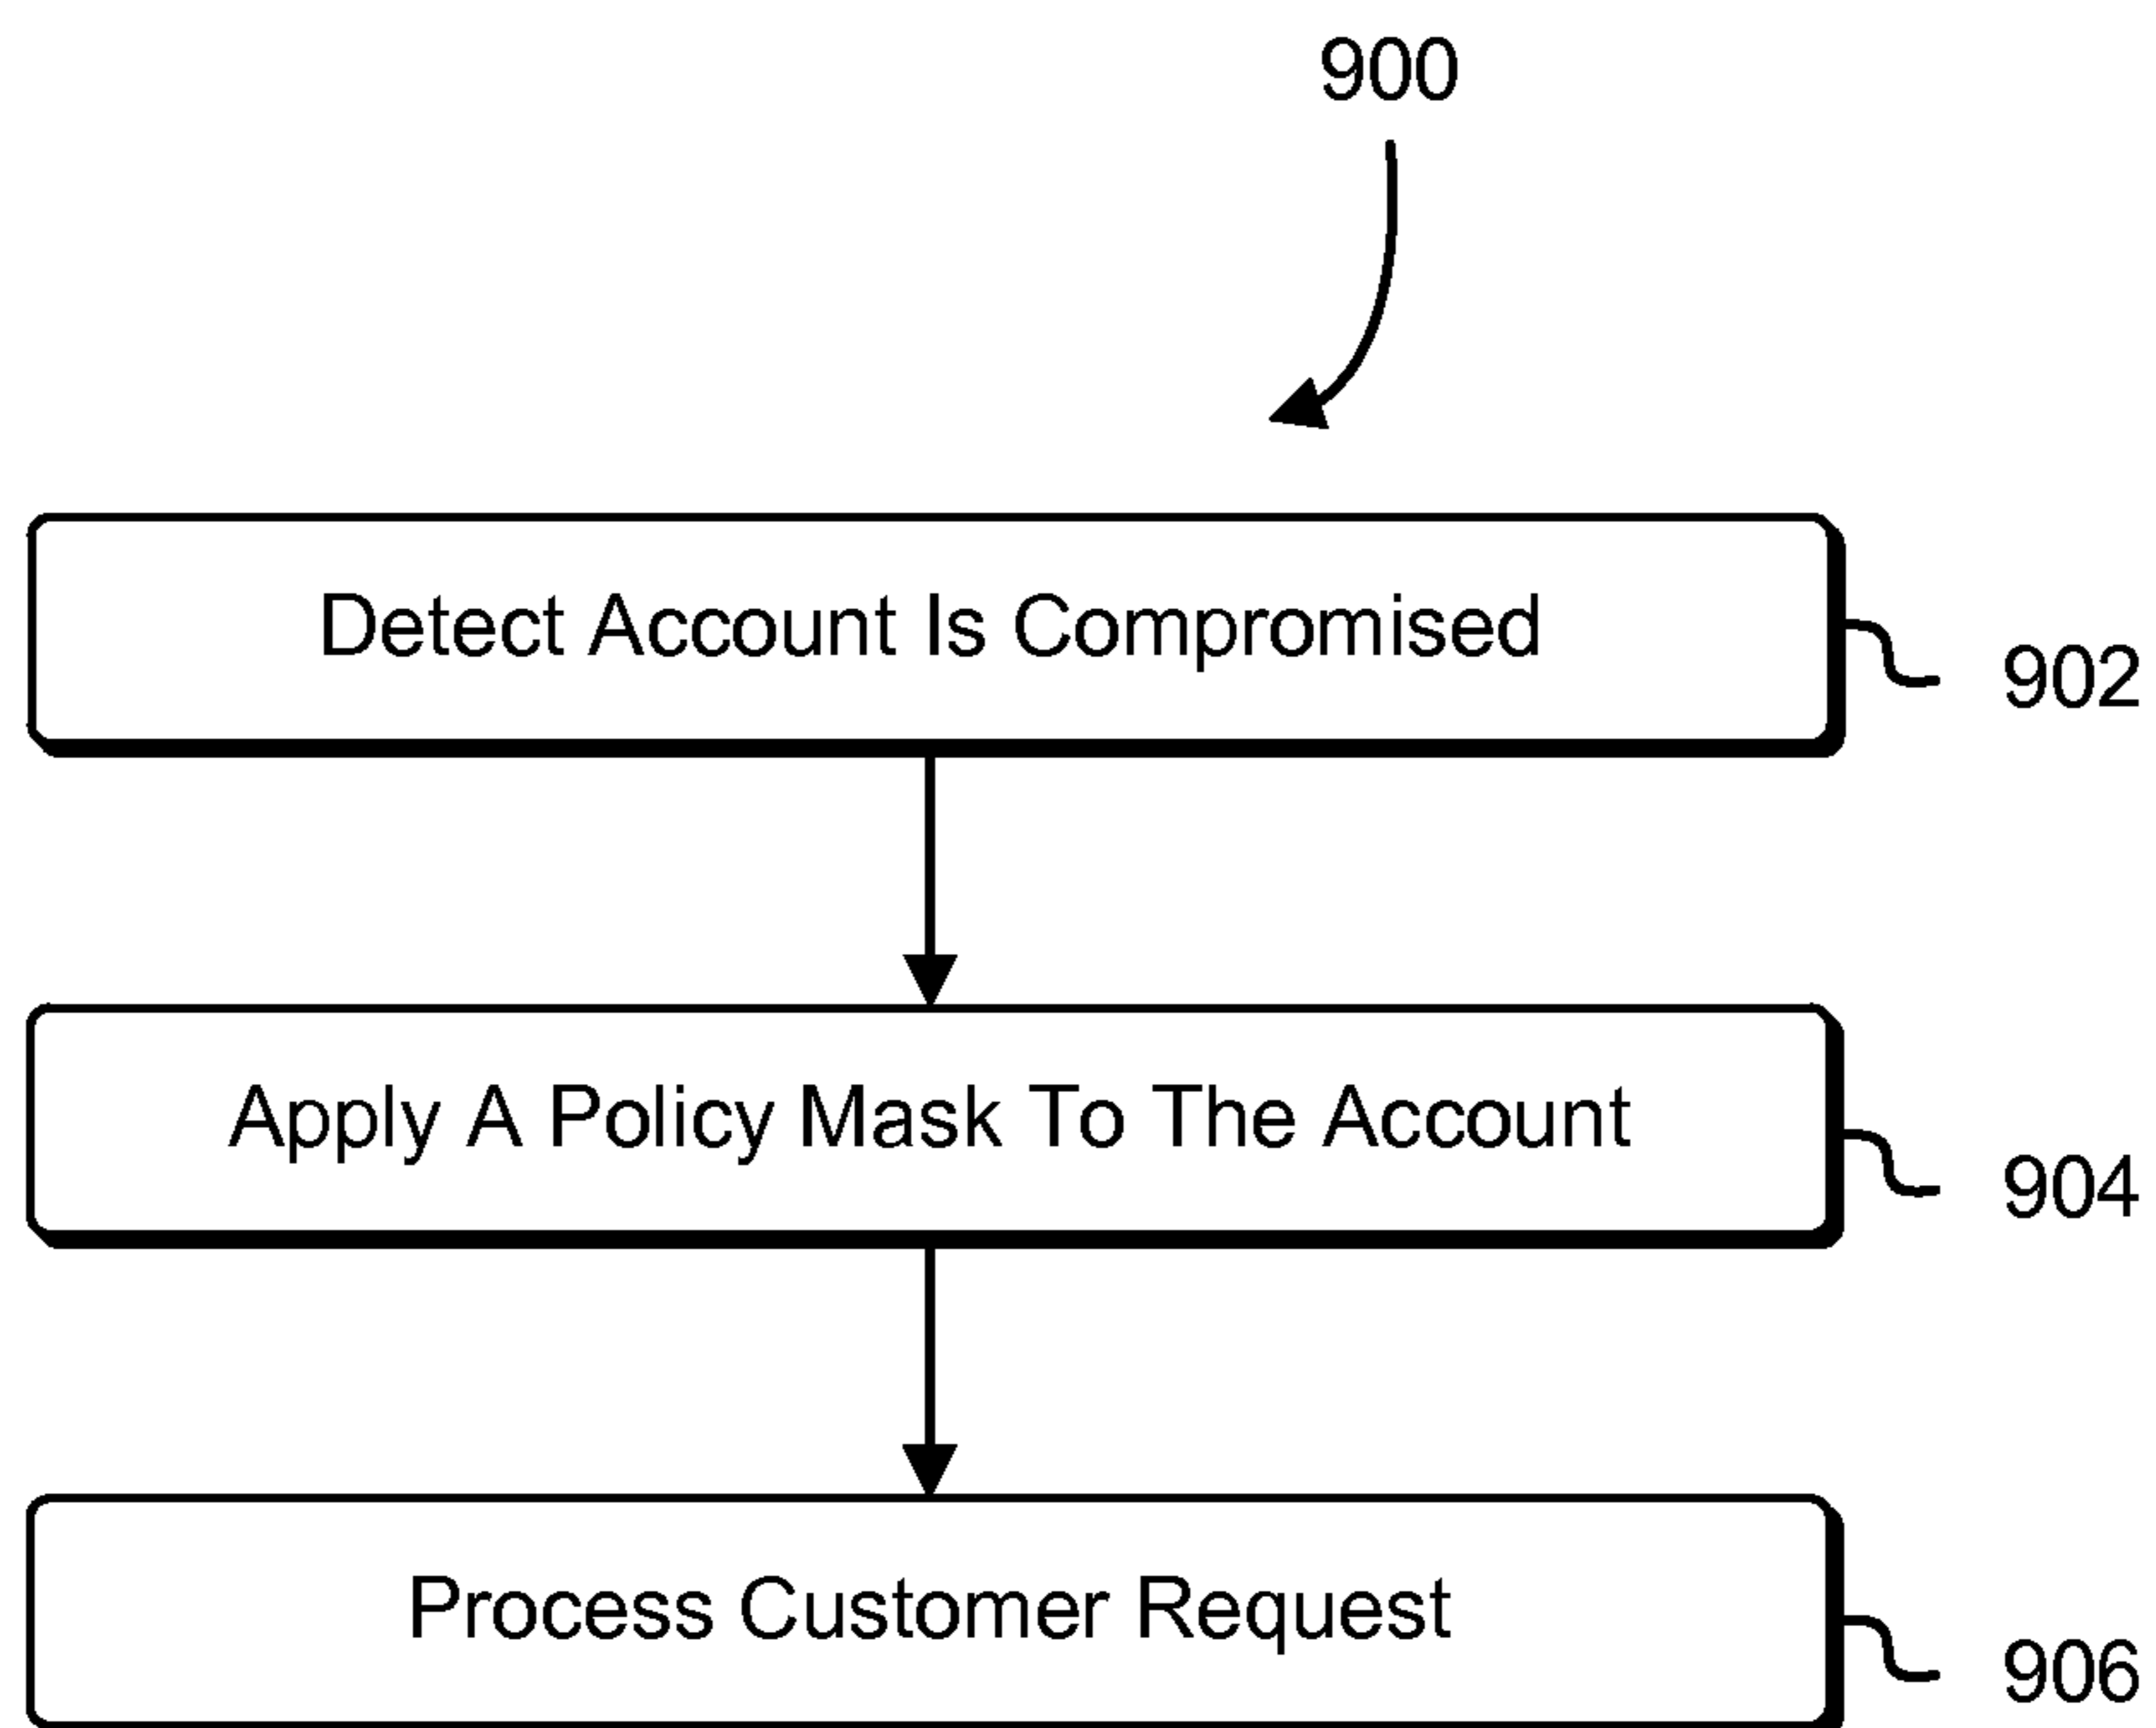 900
Detect Account Is Compromised
902
Apply A Policy Mask To The Account
904
Process Customer Request
906